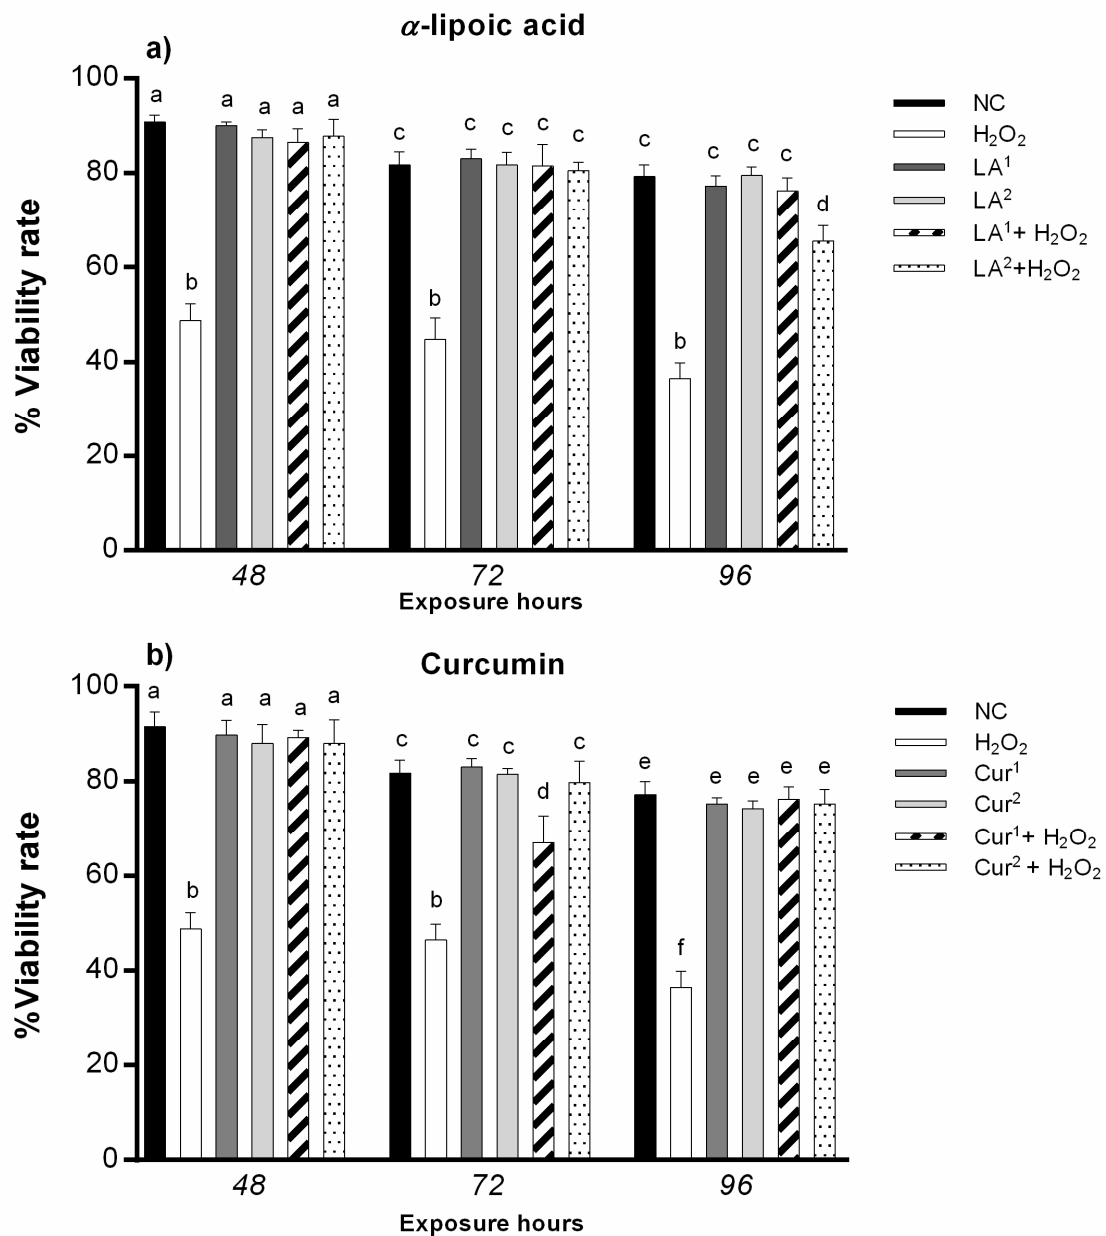 α-lipoic acid
a)
% Viability rate
100
80
60
40
20
0
a a a a a
b
c c c c c
b
c c c c
b
d
48 72 96
Exposure hours
NC
H₂O₂
LA¹
LA²
LA¹+ H₂O₂
LA²+H₂O₂
b)
Curcumin
%Viability rate
100
80
60
40
20
0
a a a a a
b
c c c c
b
d
e e e e e
f
48 72 96
Exposure hours
NC
H₂O₂
Cur¹
Cur²
Cur¹+ H₂O₂
Cur² + H₂O₂